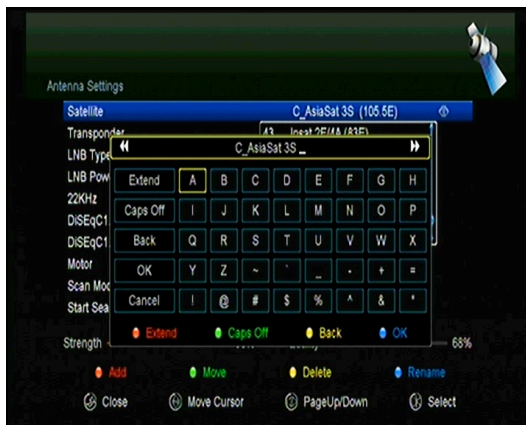 Antenna Settings
Satellite C_AsiaSat 3S (105.5E)
Transponder 43 Insat 2E/4A (83E)
LNB Type
C_AsiaSat 3S _
LNB Pow
Extend A B C D E F G H
22KHz
Caps Off I J K L M N O P
DiSEqC1
DiSEqC1
Back Q R S T U V W X
Motor
OK Y Z ~ ` _ - + =
Scan Mod
Cancel ! @ # $ % ^ & *
Start Sea
Extend Caps Off Back OK
Strength 68%
Add Move Delete Rename
Close Move Cursor PageUp/Down Select